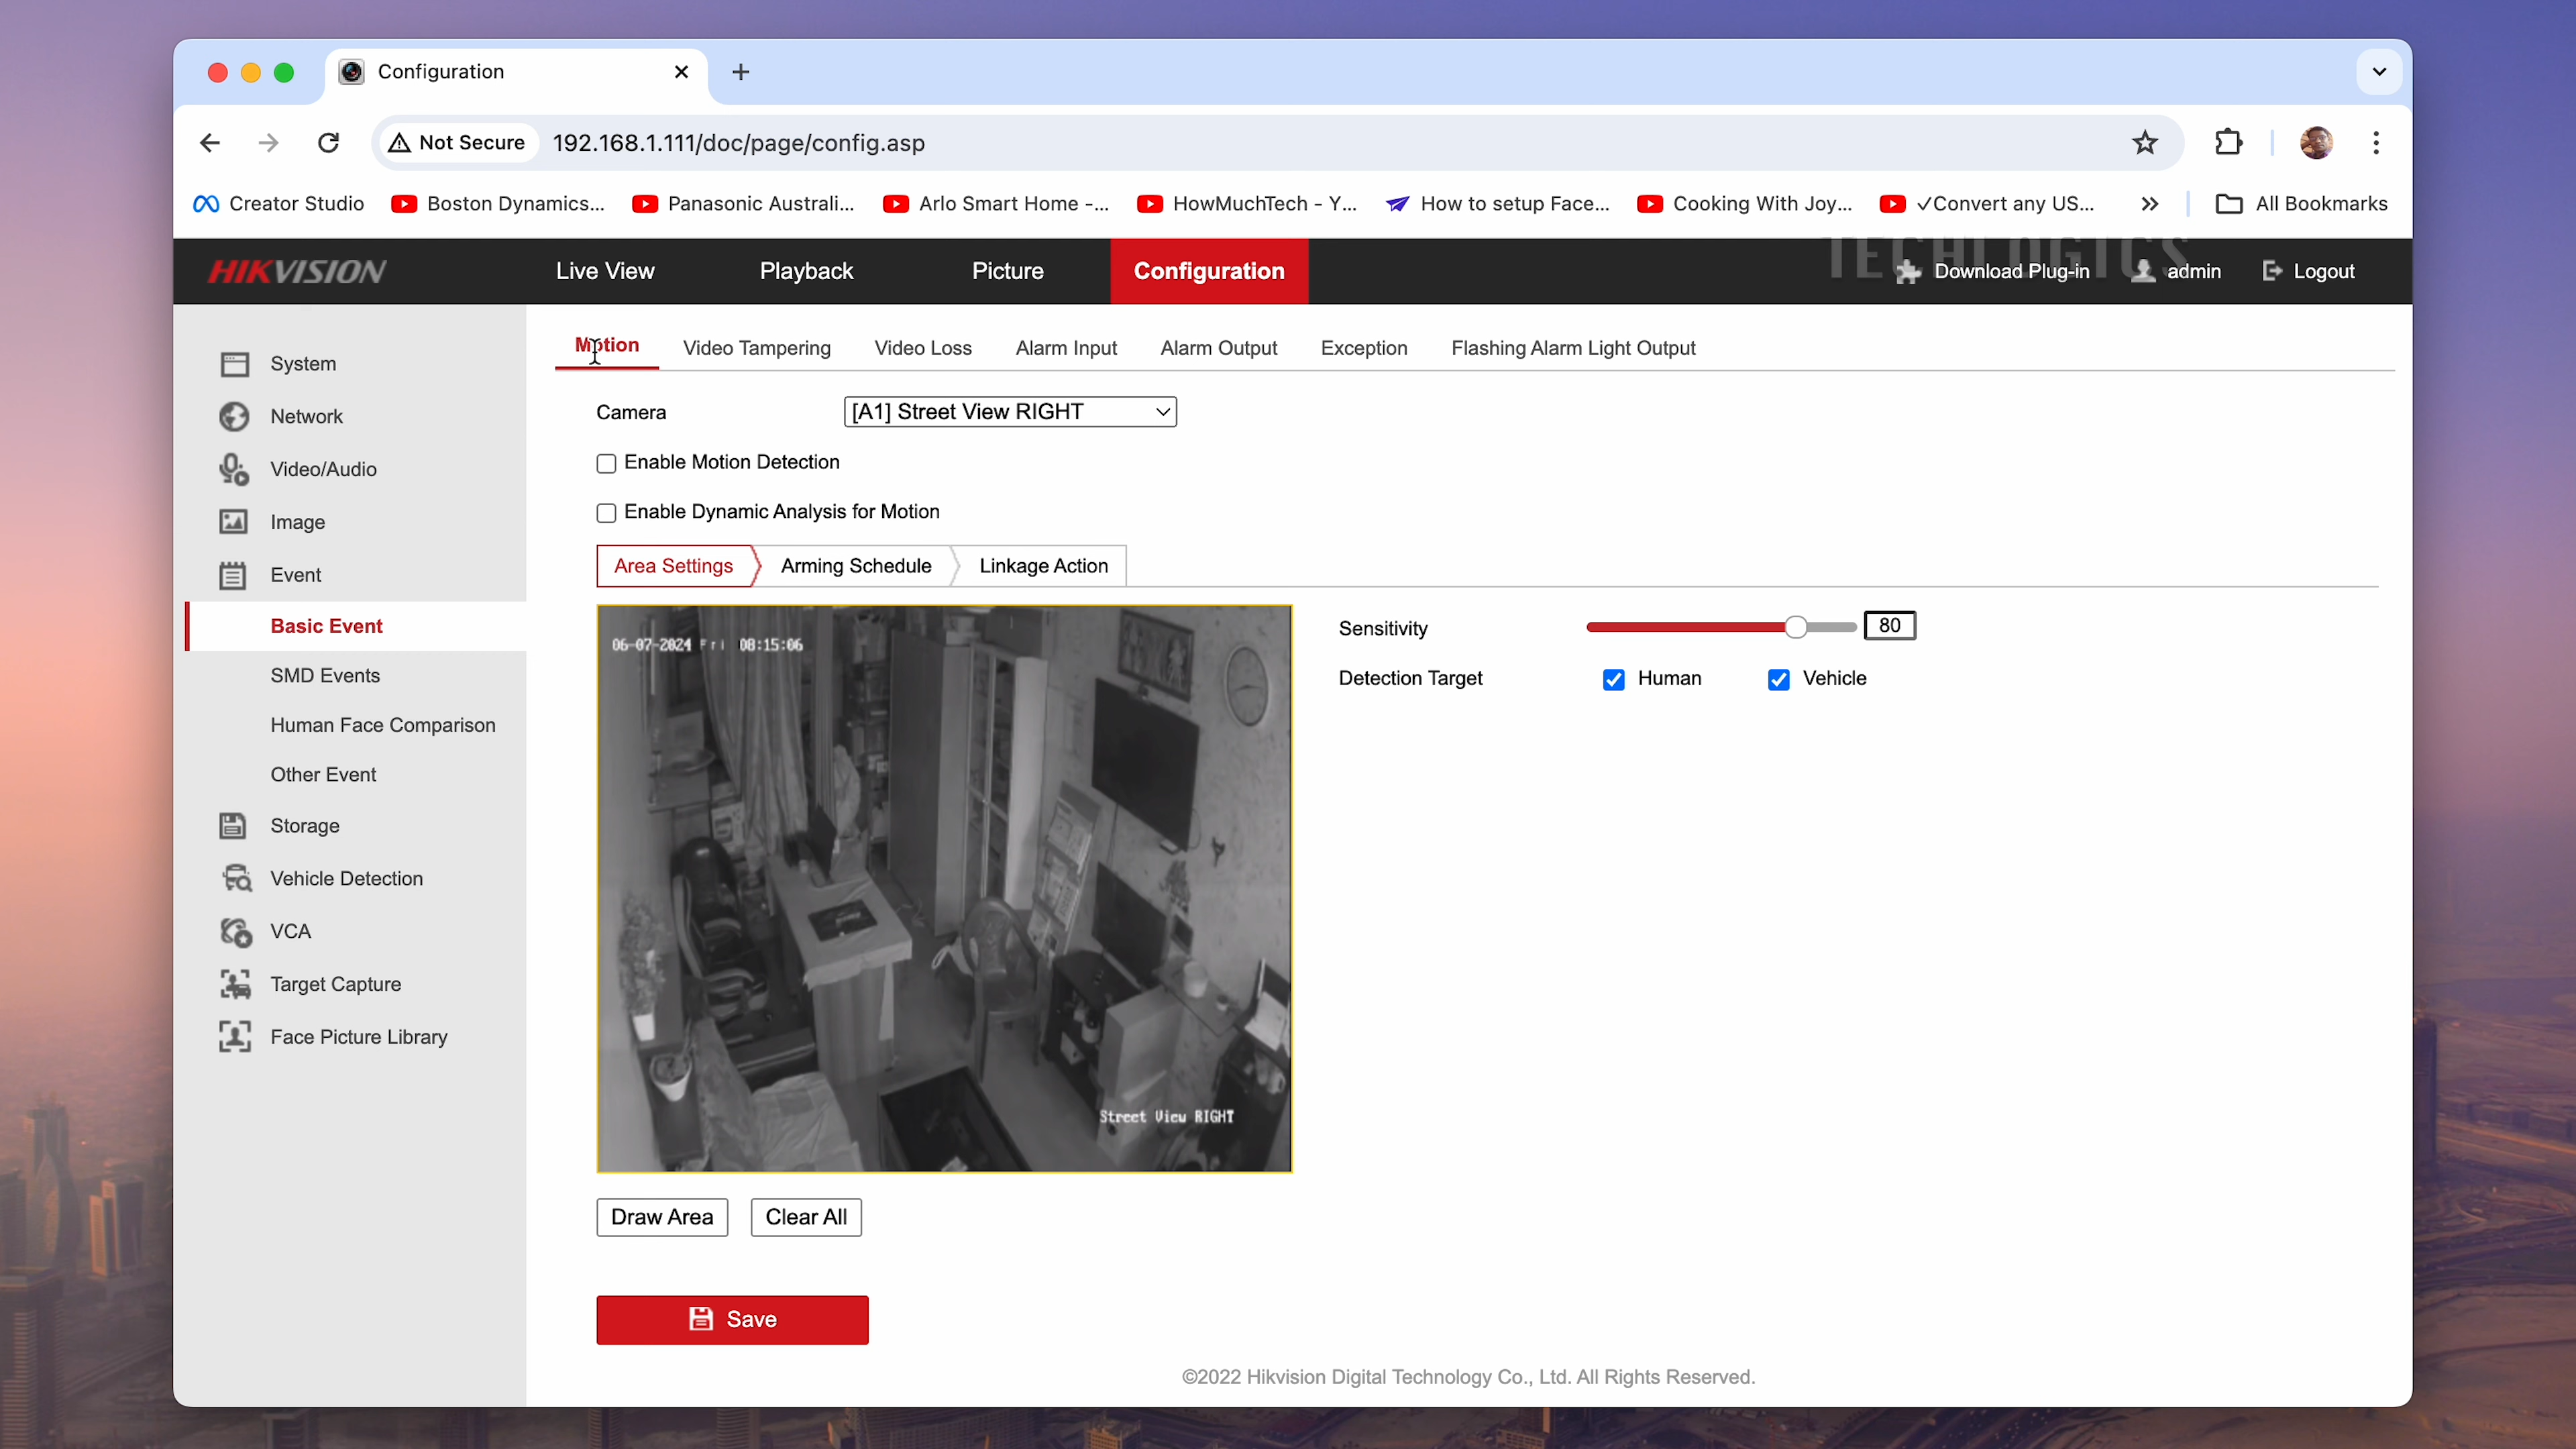 Configuration
Not Secure 192.168.1.111/doc/page/config.asp
Creator Studio Boston Dynamics... Panasonic Australi... Arlo Smart Home -... HowMuchTech - Y... How to setup Face... Cooking With Joy... ✓Convert any US... » All Bookmarks
TECHLOGICS
HIKVISION Live View Playback Picture Configuration Download Plug-in admin Logout
Motion Video Tampering Video Loss Alarm Input Alarm Output Exception Flashing Alarm Light Output
System
Network
Video/Audio
Image
Event
Basic Event
SMD Events
Human Face Comparison
Other Event
Storage
Vehicle Detection
VCA
Target Capture
Face Picture Library
Camera [A1] Street View RIGHT
Enable Motion Detection
Enable Dynamic Analysis for Motion
Area Settings Arming Schedule Linkage Action
06-07-2024 Fri 08:15:06
Street View RIGHT
Sensitivity 80
Detection Target Human Vehicle
Draw Area Clear All
Save
©2022 Hikvision Digital Technology Co., Ltd. All Rights Reserved.